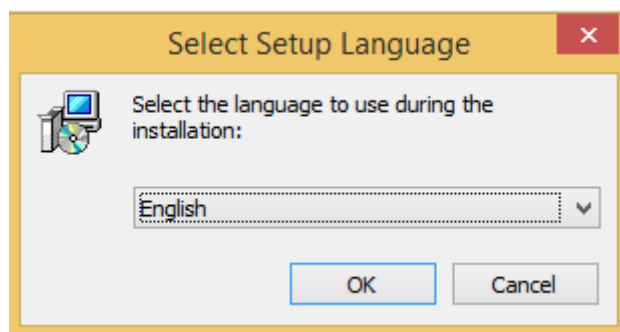 Select Setup Language
Select the language to use during the
installation:
English
OK
Cancel